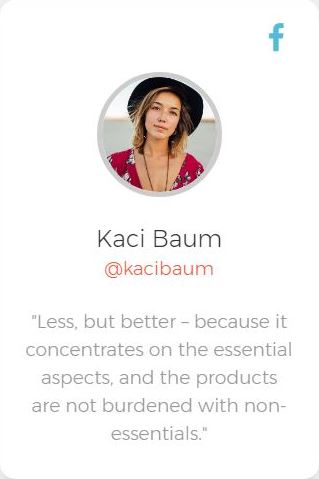 Kaci Baum
@kacibaum
"Less, but better – because it
concentrates on the essential
aspects, and the products
are not burdened with non-
essentials."